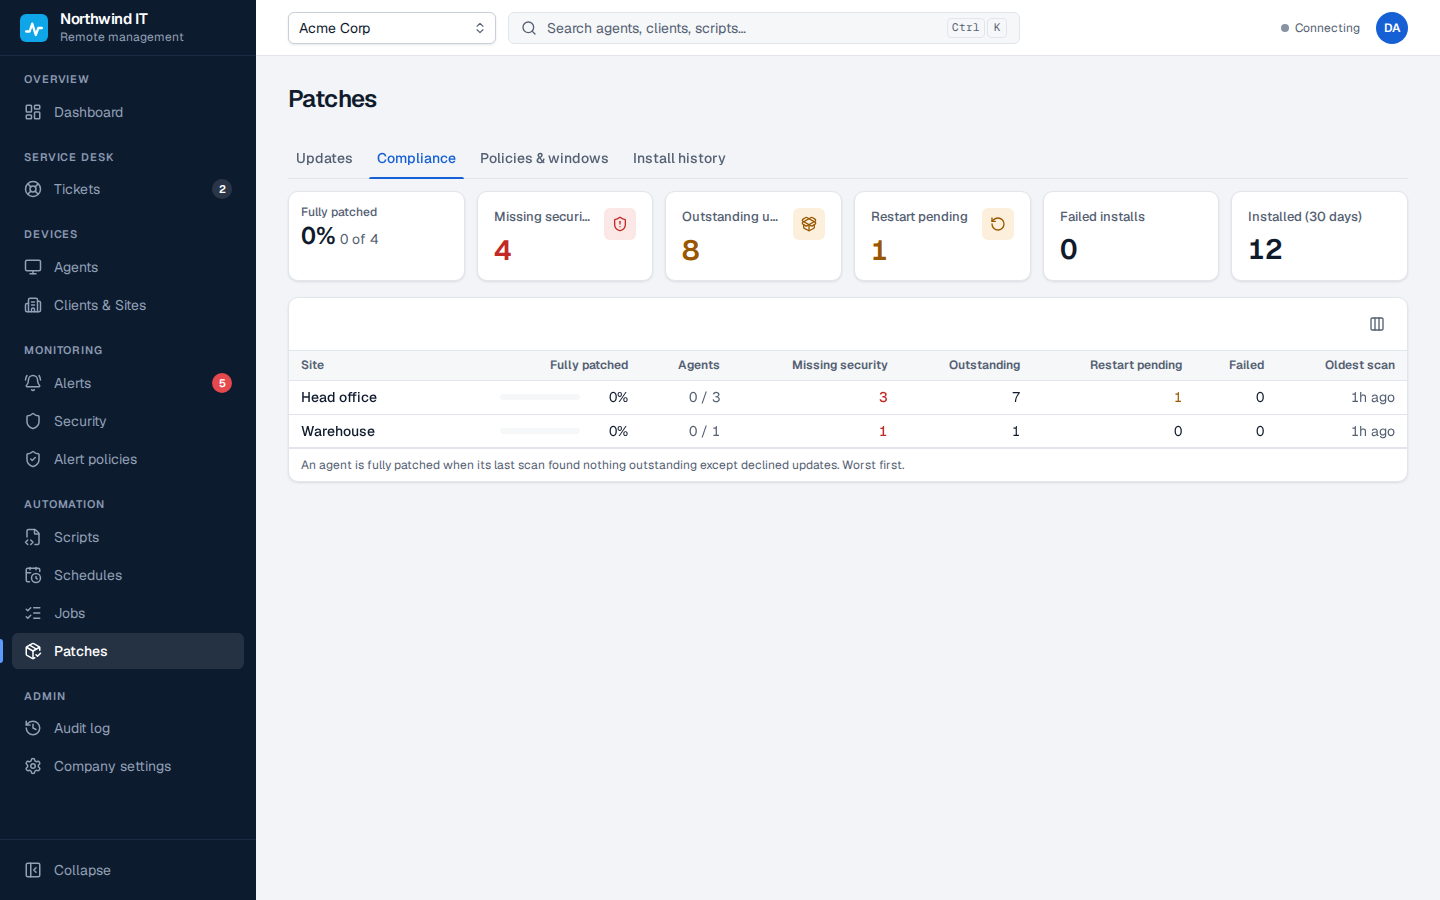 Northwind IT
Remote management
Acme Corp
Search agents, clients, scripts...
Ctrl K
Connecting
DA
OVERVIEW
Dashboard
SERVICE DESK
Tickets 2
DEVICES
Agents
Clients & Sites
MONITORING
Alerts 5
Security
Alert policies
AUTOMATION
Scripts
Schedules
Jobs
Patches
ADMIN
Audit log
Company settings
Collapse
Patches
Updates Compliance Policies & windows Install history
Fully patched
0% 0 of 4
Missing securi...
4
Outstanding u...
8
Restart pending
1
Failed installs
0
Installed (30 days)
12
Site Fully patched Agents Missing security Outstanding Restart pending Failed Oldest scan
Head office 0% 0 / 3 3 7 1 0 1h ago
Warehouse 0% 0 / 1 1 1 0 0 1h ago
An agent is fully patched when its last scan found nothing outstanding except declined updates. Worst first.